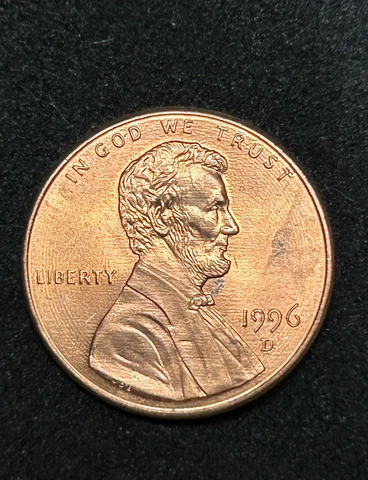 IN GOD WE TRUST
LIBERTY
1996
D